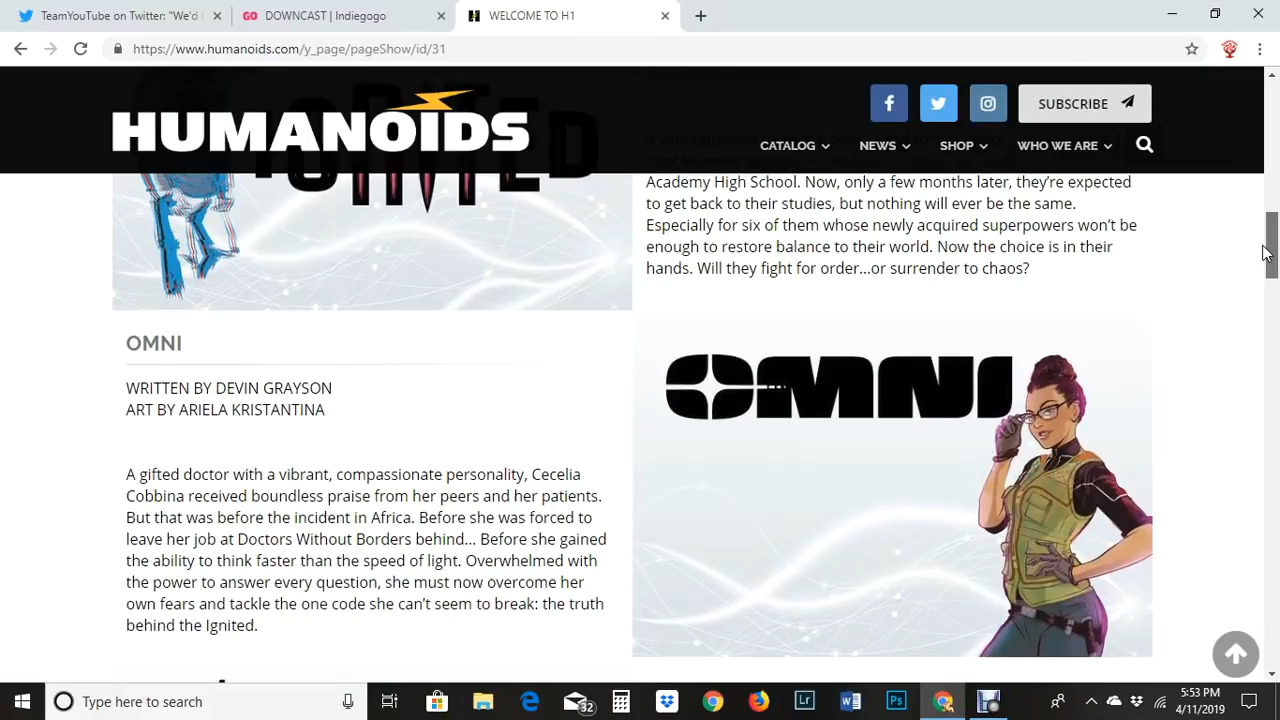 TeamYouTube on Twitter: "We'd
GO DOWNCAST | Indiegogo
WELCOME TO H1
https://www.humanoids.com/y_page/pageShow/id/31
HUMANOIDS
SUBSCRIBE
CATALOG
NEWS
SHOP
WHO WE ARE
IGNITED
Academy High School. Now, only a few months later, they're expected
to get back to their studies, but nothing will ever be the same.
Especially for six of them whose newly acquired superpowers won't be
enough to restore balance to their world. Now the choice is in their
hands. Will they fight for order...or surrender to chaos?
OMNI
WRITTEN BY DEVIN GRAYSON
ART BY ARIELA KRISTANTINA
A gifted doctor with a vibrant, compassionate personality, Cecelia
Cobbina received boundless praise from her peers and her patients.
But that was before the incident in Africa. Before she was forced to
leave her job at Doctors Without Borders behind... Before she gained
the ability to think faster than the speed of light. Overwhelmed with
the power to answer every question, she must now overcome her
own fears and tackle the one code she can't seem to break: the truth
behind the Ignited.
OMNI
Type here to search
32
Lr
Ps
5:53 PM
4/11/2019